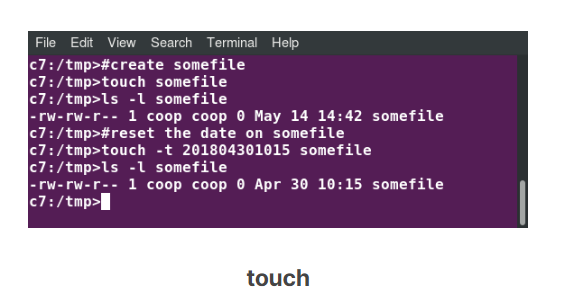 File Edit View Search Terminal Help
c7:/tmp>#create somefile
c7:/tmp>touch somefile
c7:/tmp>ls -l somefile
-rw-rw-r-- 1 coop coop 0 May 14 14:42 somefile
c7:/tmp>#reset the date on somefile
c7:/tmp>touch -t 201804301015 somefile
c7:/tmp>ls -l somefile
-rw-rw-r-- 1 coop coop 0 Apr 30 10:15 somefile
c7:/tmp>
touch